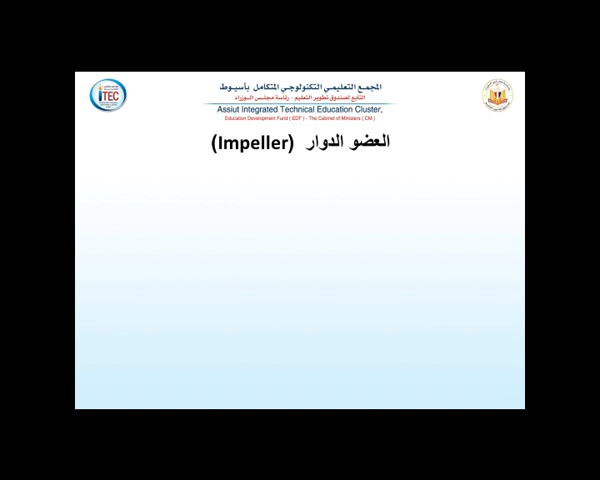 المجمع التعليمي التكنولوجي المتكامل بأسيوط
التابع لصندوق تطوير التعليم - رئاسة مجلس الوزراء
Assiut Integrated Technical Education Cluster,
Education Development Fund ( EDF ) - The Cabinet of Ministers ( CM )
iTEC
العضو الدوار (Impeller)